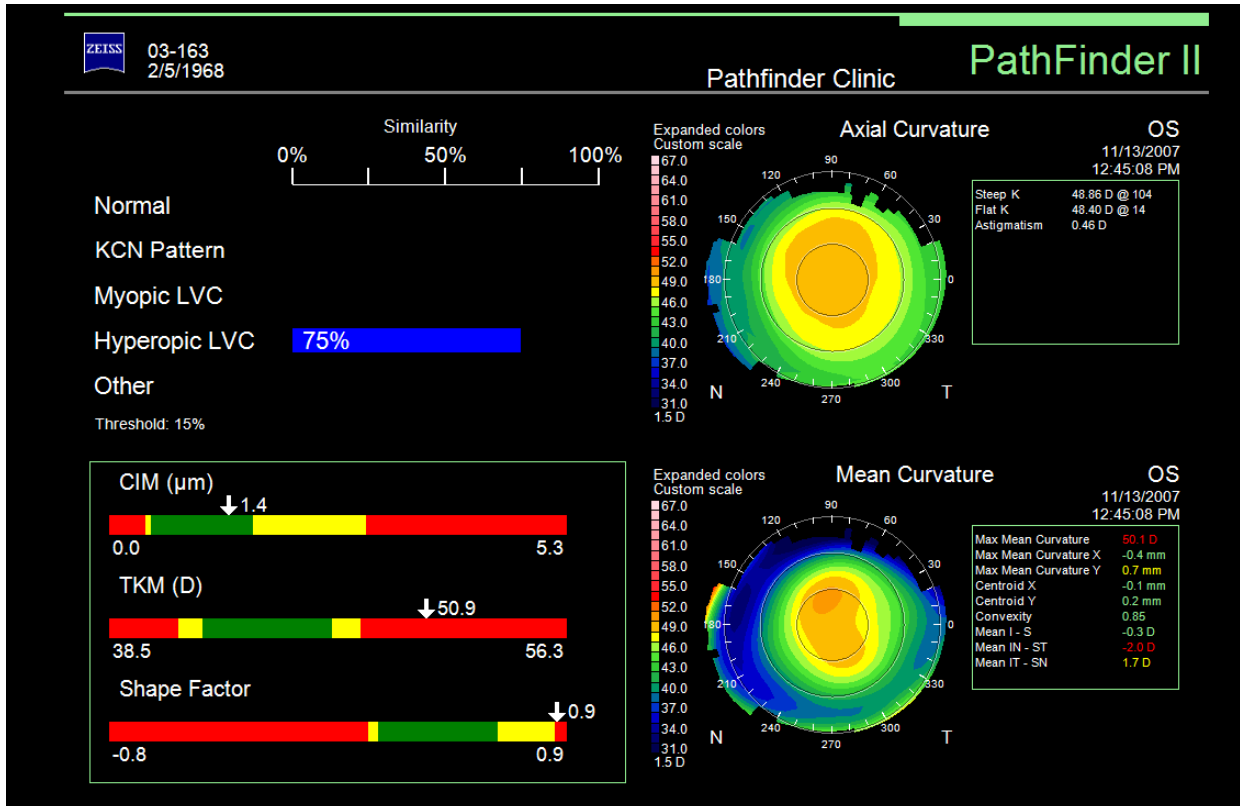 ZEISS
03-163
2/5/1968
Pathfinder Clinic
PathFinder II
Similarity
0% 50% 100%
Normal
KCN Pattern
Myopic LVC
Hyperopic LVC 75%
Other
Threshold: 15%
CIM (µm)
1.4
0.0 5.3
TKM (D)
50.9
38.5 56.3
Shape Factor
0.9
-0.8 0.9
Expanded colors
Custom scale
Axial Curvature
OS
11/13/2007
12:45:08 PM
67.0
64.0
61.0
58.0
55.0
52.0
49.0
46.0
43.0
40.0
37.0
34.0
31.0
1.5 D
90
120 60
150 30
180 0
210 330
240 300
270
N T
Steep K 48.86 D @ 104
Flat K 48.40 D @ 14
Astigmatism 0.46 D
Expanded colors
Custom scale
Mean Curvature
OS
11/13/2007
12:45:08 PM
67.0
64.0
61.0
58.0
55.0
52.0
49.0
46.0
43.0
40.0
37.0
34.0
31.0
1.5 D
90
120 60
150 30
180 0
210 330
240 300
270
N T
Max Mean Curvature 50.1 D
Max Mean Curvature X -0.4 mm
Max Mean Curvature Y 0.7 mm
Centroid X -0.1 mm
Centroid Y 0.2 mm
Convexity 0.85
Mean I - S -0.3 D
Mean IN - ST -2.0 D
Mean IT - SN 1.7 D